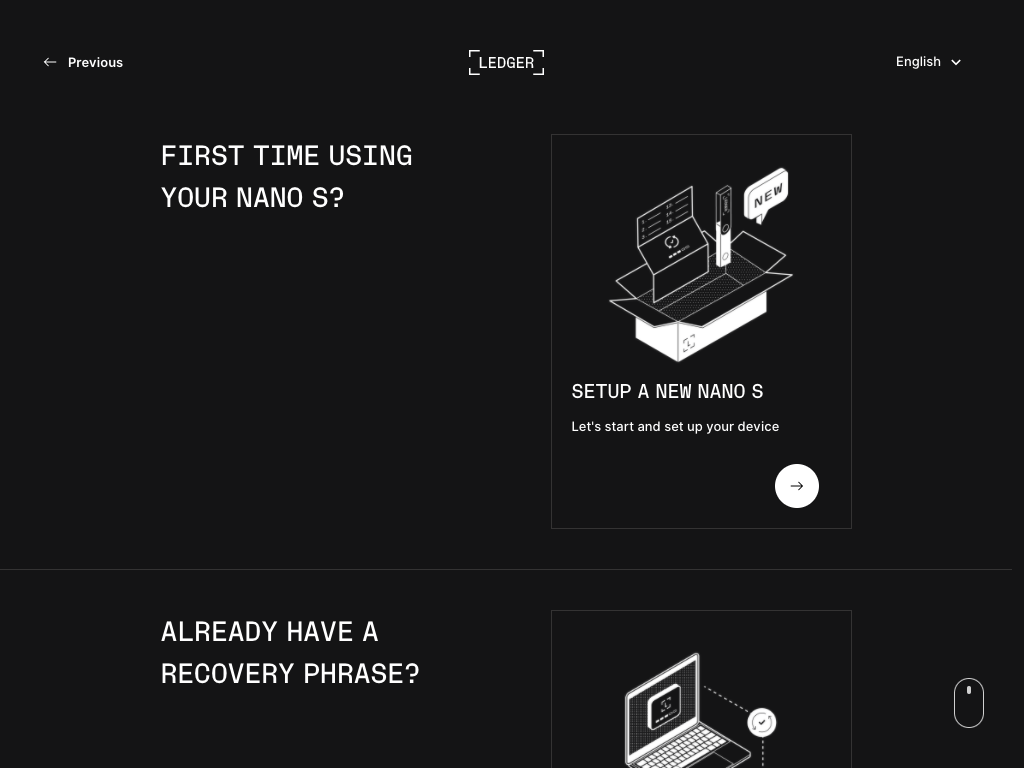 Previous
LEDGER
English
FIRST TIME USING
YOUR NANO S?
NEW
SETUP A NEW NANO S
Let's start and set up your device
ALREADY HAVE A
RECOVERY PHRASE?